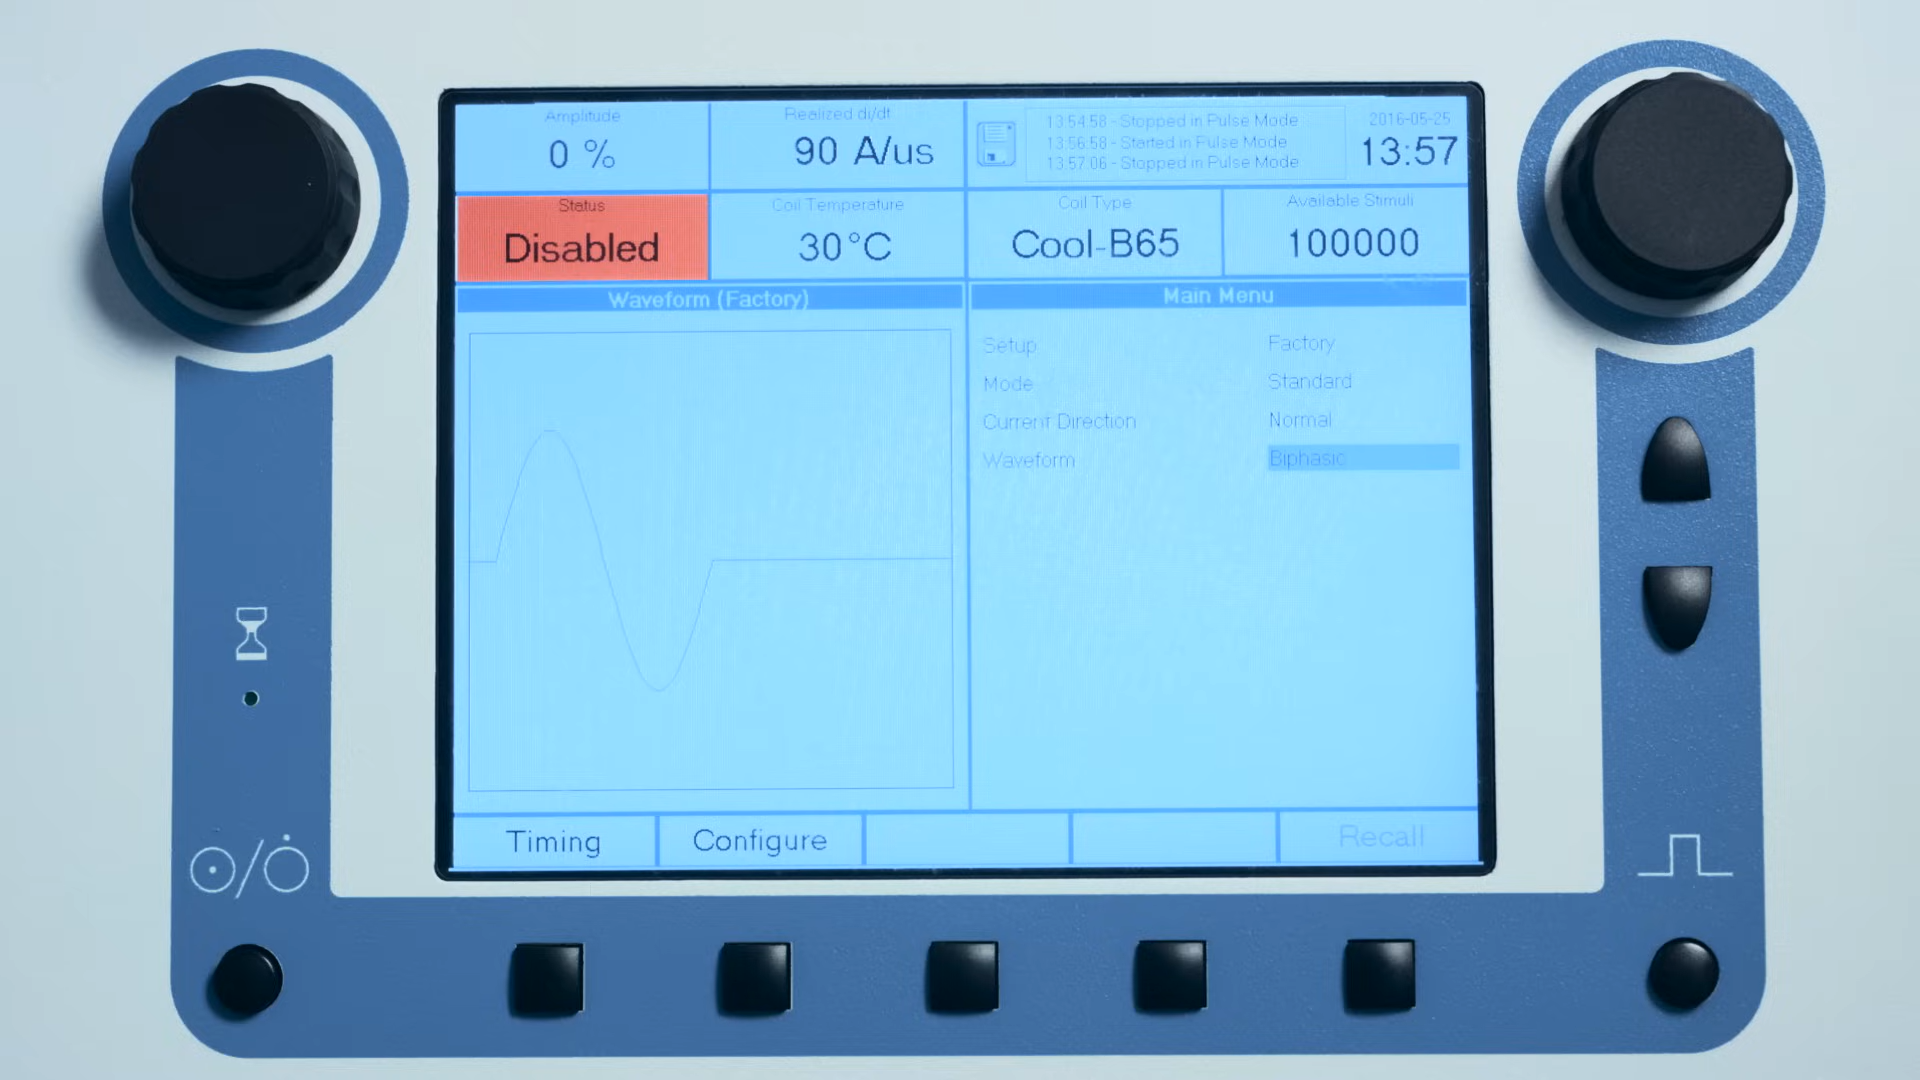 Amplitude
0 %
Realized di/dt
90 A/us
13:54:58 - Stopped in Pulse Mode
13:56:58 - Started in Pulse Mode
13:57:06 - Stopped in Pulse Mode
2016-05-25
13:57
Status
Disabled
Coil Temperature
30°C
Coil Type
Cool-B65
Available Stimuli
100000
Waveform (Factory)
Main Menu
Setup Factory
Mode Standard
Current Direction Normal
Waveform Biphasic
Timing
Configure
Recall